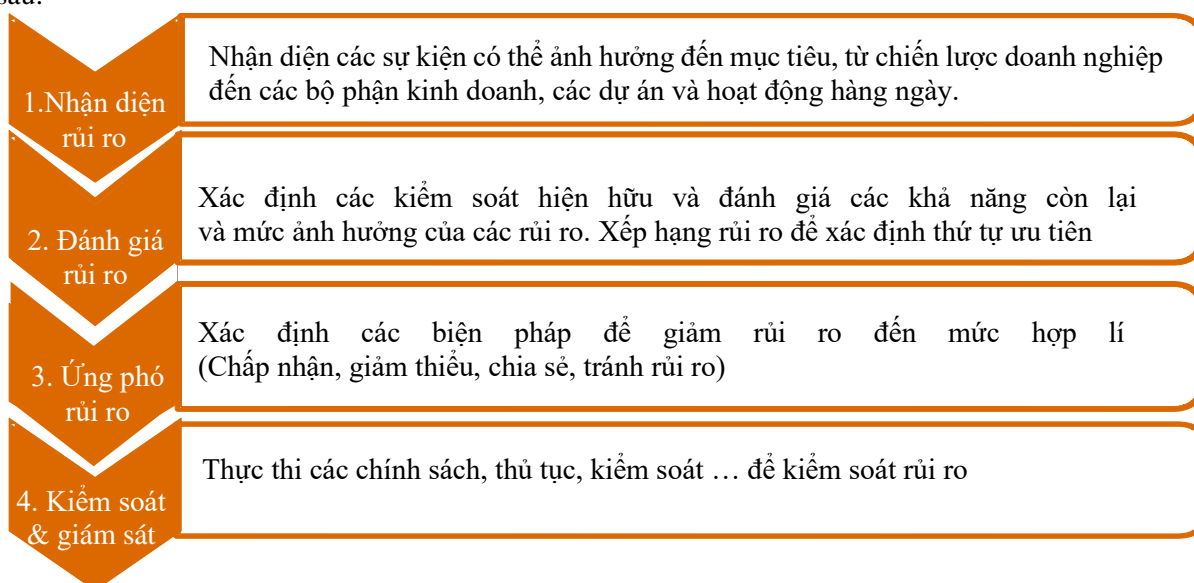 sau:
1.Nhận diện
rủi ro
Nhận diện các sự kiện có thể ảnh hưởng đến mục tiêu, từ chiến lược doanh nghiệp
đến các bộ phận kinh doanh, các dự án và hoạt động hàng ngày.
2. Đánh giá
rủi ro
Xác định các kiểm soát hiện hữu và đánh giá các khả năng còn lại
và mức ảnh hưởng của các rủi ro. Xếp hạng rủi ro để xác định thứ tự ưu tiên
3. Ứng phó
rủi ro
Xác định các biện pháp để giảm rủi ro đến mức hợp lí
(Chấp nhận, giảm thiểu, chia sẻ, tránh rủi ro)
4. Kiểm soát
& giám sát
Thực thi các chính sách, thủ tục, kiểm soát … để kiểm soát rủi ro